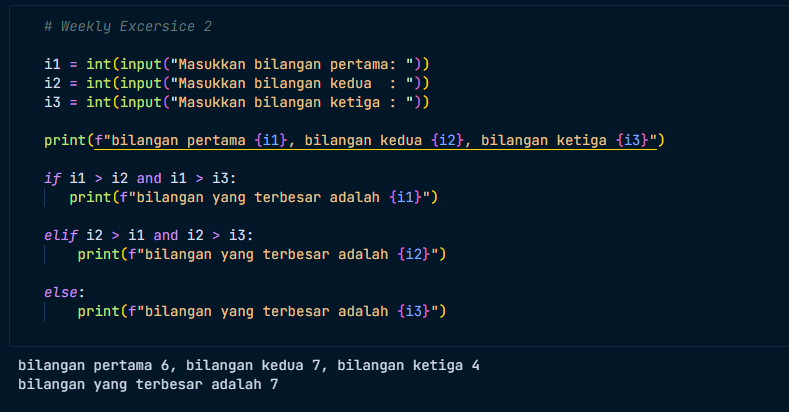 # Weekly Excersice 2
i1 = int(input("Masukkan bilangan pertama: "))
i2 = int(input("Masukkan bilangan kedua  : "))
i3 = int(input("Masukkan bilangan ketiga : "))
print(f"bilangan pertama {i1}, bilangan kedua {i2}, bilangan ketiga {i3}")
if i1 > i2 and i1 > i3:
   print(f"bilangan yang terbesar adalah {i1}")
elif i2 > i1 and i2 > i3:
    print(f"bilangan yang terbesar adalah {i2}")
else:
    print(f"bilangan yang terbesar adalah {i3}")
bilangan pertama 6, bilangan kedua 7, bilangan ketiga 4
bilangan yang terbesar adalah 7